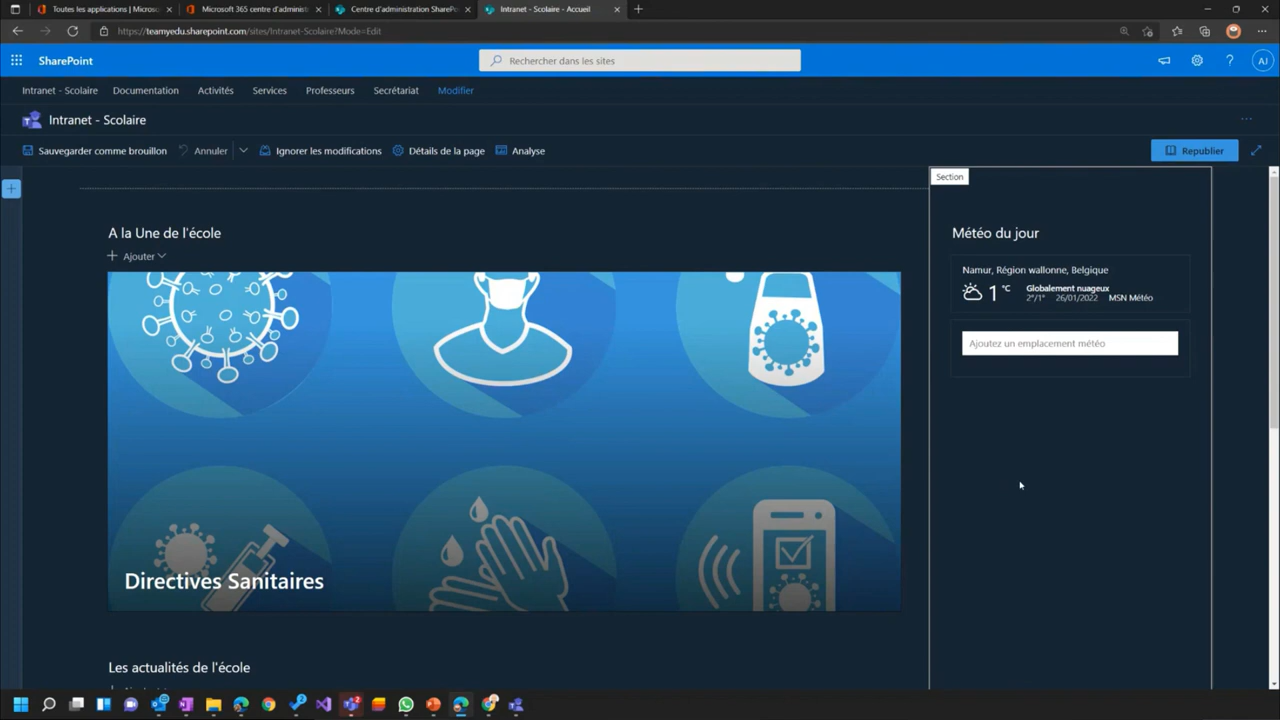 Toutes les applications | Micros
Microsoft 365 centre d'administ
Centre d'administration SharePo
Intranet - Scolaire - Accueil
https://teamyedu.sharepoint.com/sites/Intranet-Scolaire?Mode=Edit
SharePoint
Rechercher dans les sites
AJ
Intranet - Scolaire
Documentation
Activités
Services
Professeurs
Secrétariat
Modifier
Intranet - Scolaire
Sauvegarder comme brouillon
Annuler
Ignorer les modifications
Détails de la page
Analyse
Republier
Section
A la Une de l'école
Ajouter
Météo du jour
Namur, Région wallonne, Belgique
1 °C
Globalement nuageux
2°/1° 26/01/2022 MSN Météo
Ajoutez un emplacement météo
Directives Sanitaires
Les actualités de l'école